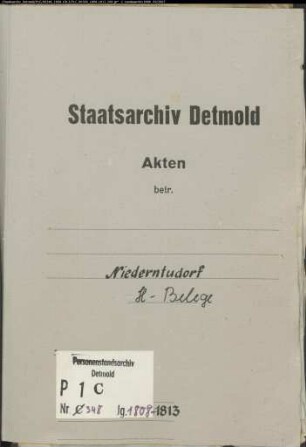 Staatsarchiv Detmold
Akten
betr.
Niederntudorf
H - Belege
Personenstandsarchiv
Detmold
P 1 C
Nr 348 Jg. 1808-1813